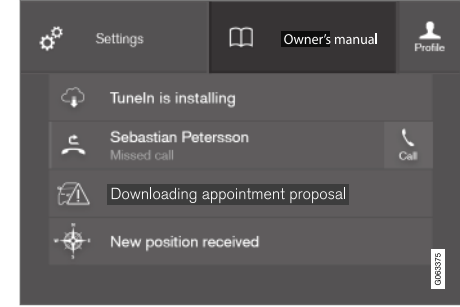 Settings
Owner's manual
Profile
TuneIn is installing
Sebastian Petersson
Missed call
Call
Downloading appointment proposal
New position received
G063375